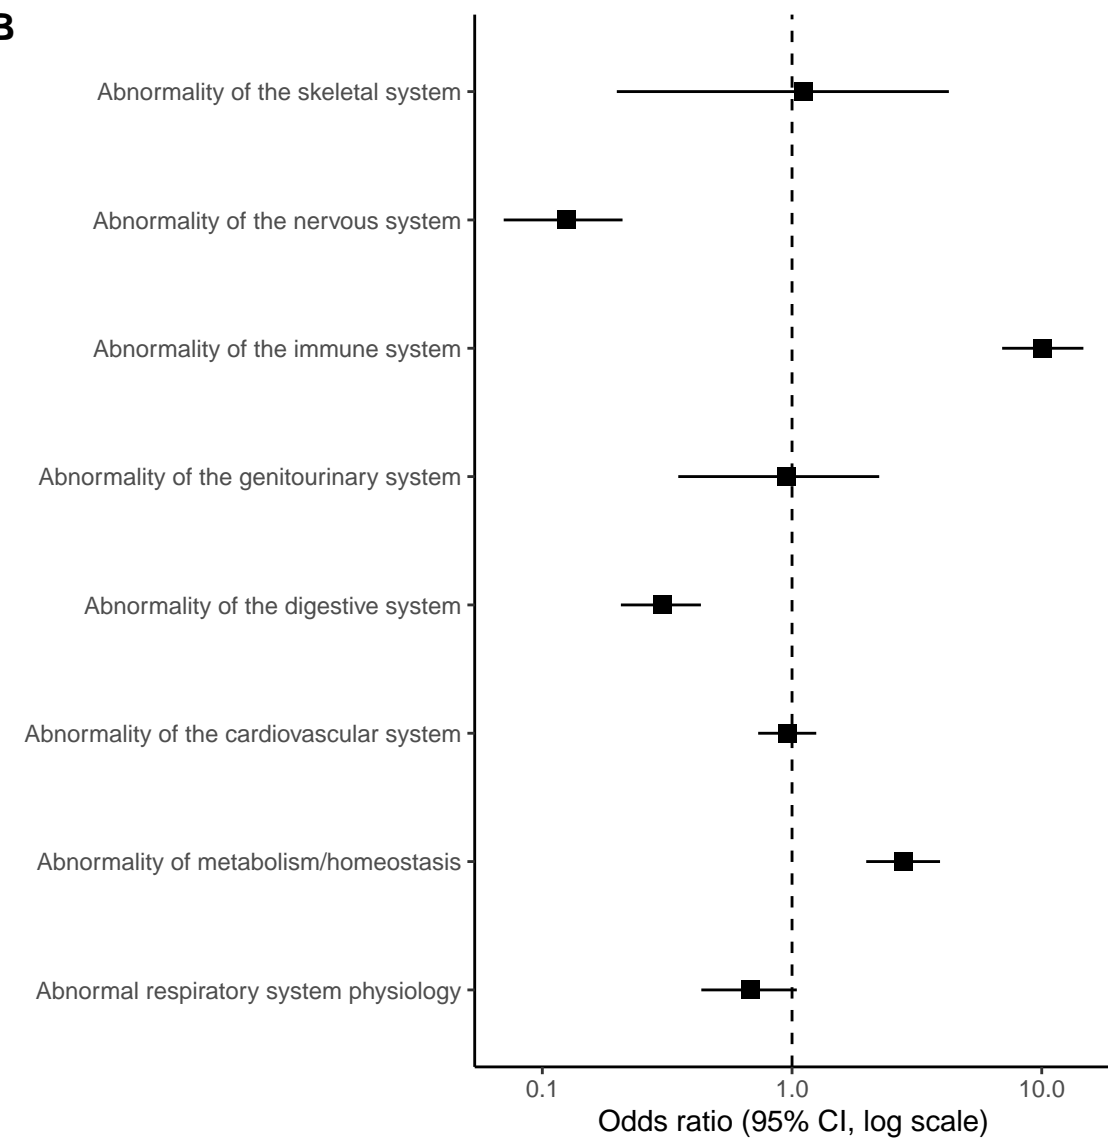 B
Abnormality of the skeletal system
Abnormality of the nervous system
Abnormality of the immune system
Abnormality of the genitourinary system
Abnormality of the digestive system
Abnormality of the cardiovascular system
Abnormality of metabolism/homeostasis
Abnormal respiratory system physiology
0.1 1.0 10.0
Odds ratio (95% CI, log scale)